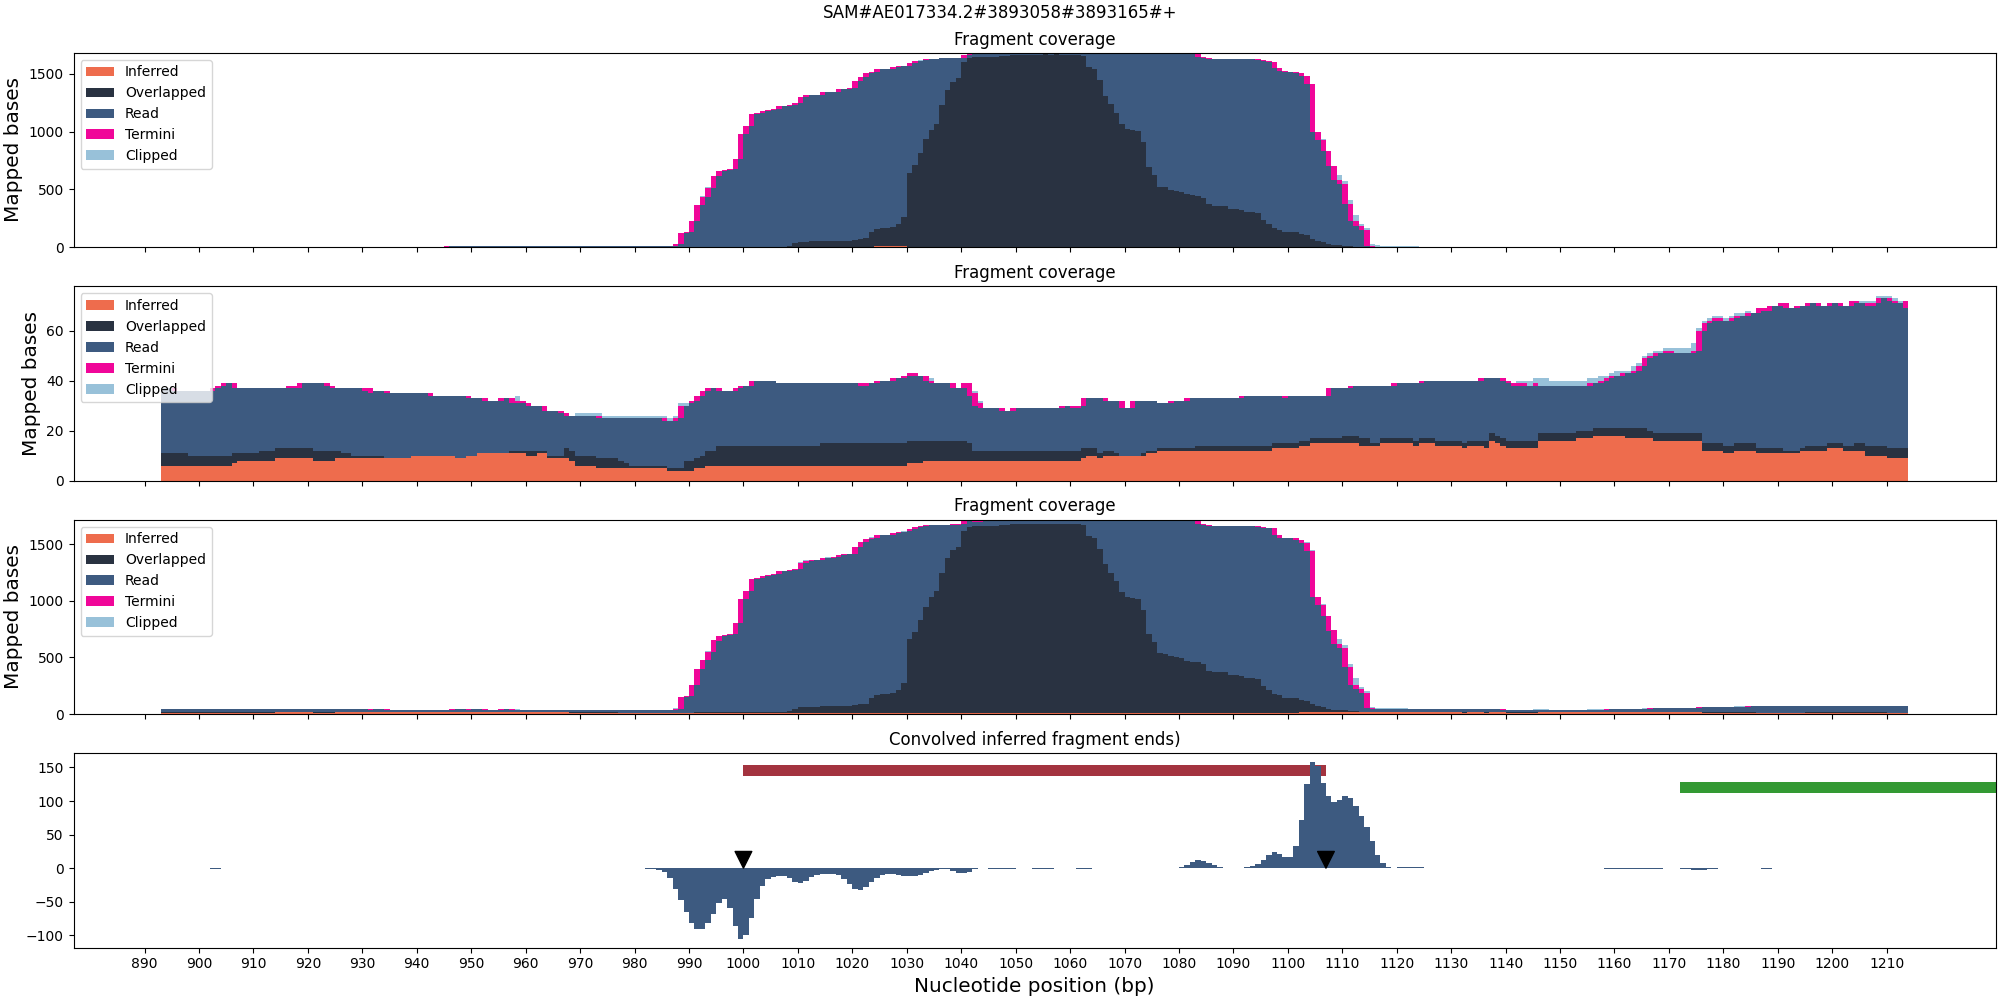 SAM#AE017334.2#3893058#3893165#+
Fragment coverage
Mapped bases
1500
1000
500
0
Inferred
Overlapped
Read
Termini
Clipped
Fragment coverage
Mapped bases
60
40
20
0
Inferred
Overlapped
Read
Termini
Clipped
Fragment coverage
Mapped bases
1500
1000
500
0
Inferred
Overlapped
Read
Termini
Clipped
Convolved inferred fragment ends)
150
100
50
0
−50
−100
890 900 910 920 930 940 950 960 970 980 990 1000 1010 1020 1030 1040 1050 1060 1070 1080 1090 1100 1110 1120 1130 1140 1150 1160 1170 1180 1190 1200 1210
Nucleotide position (bp)